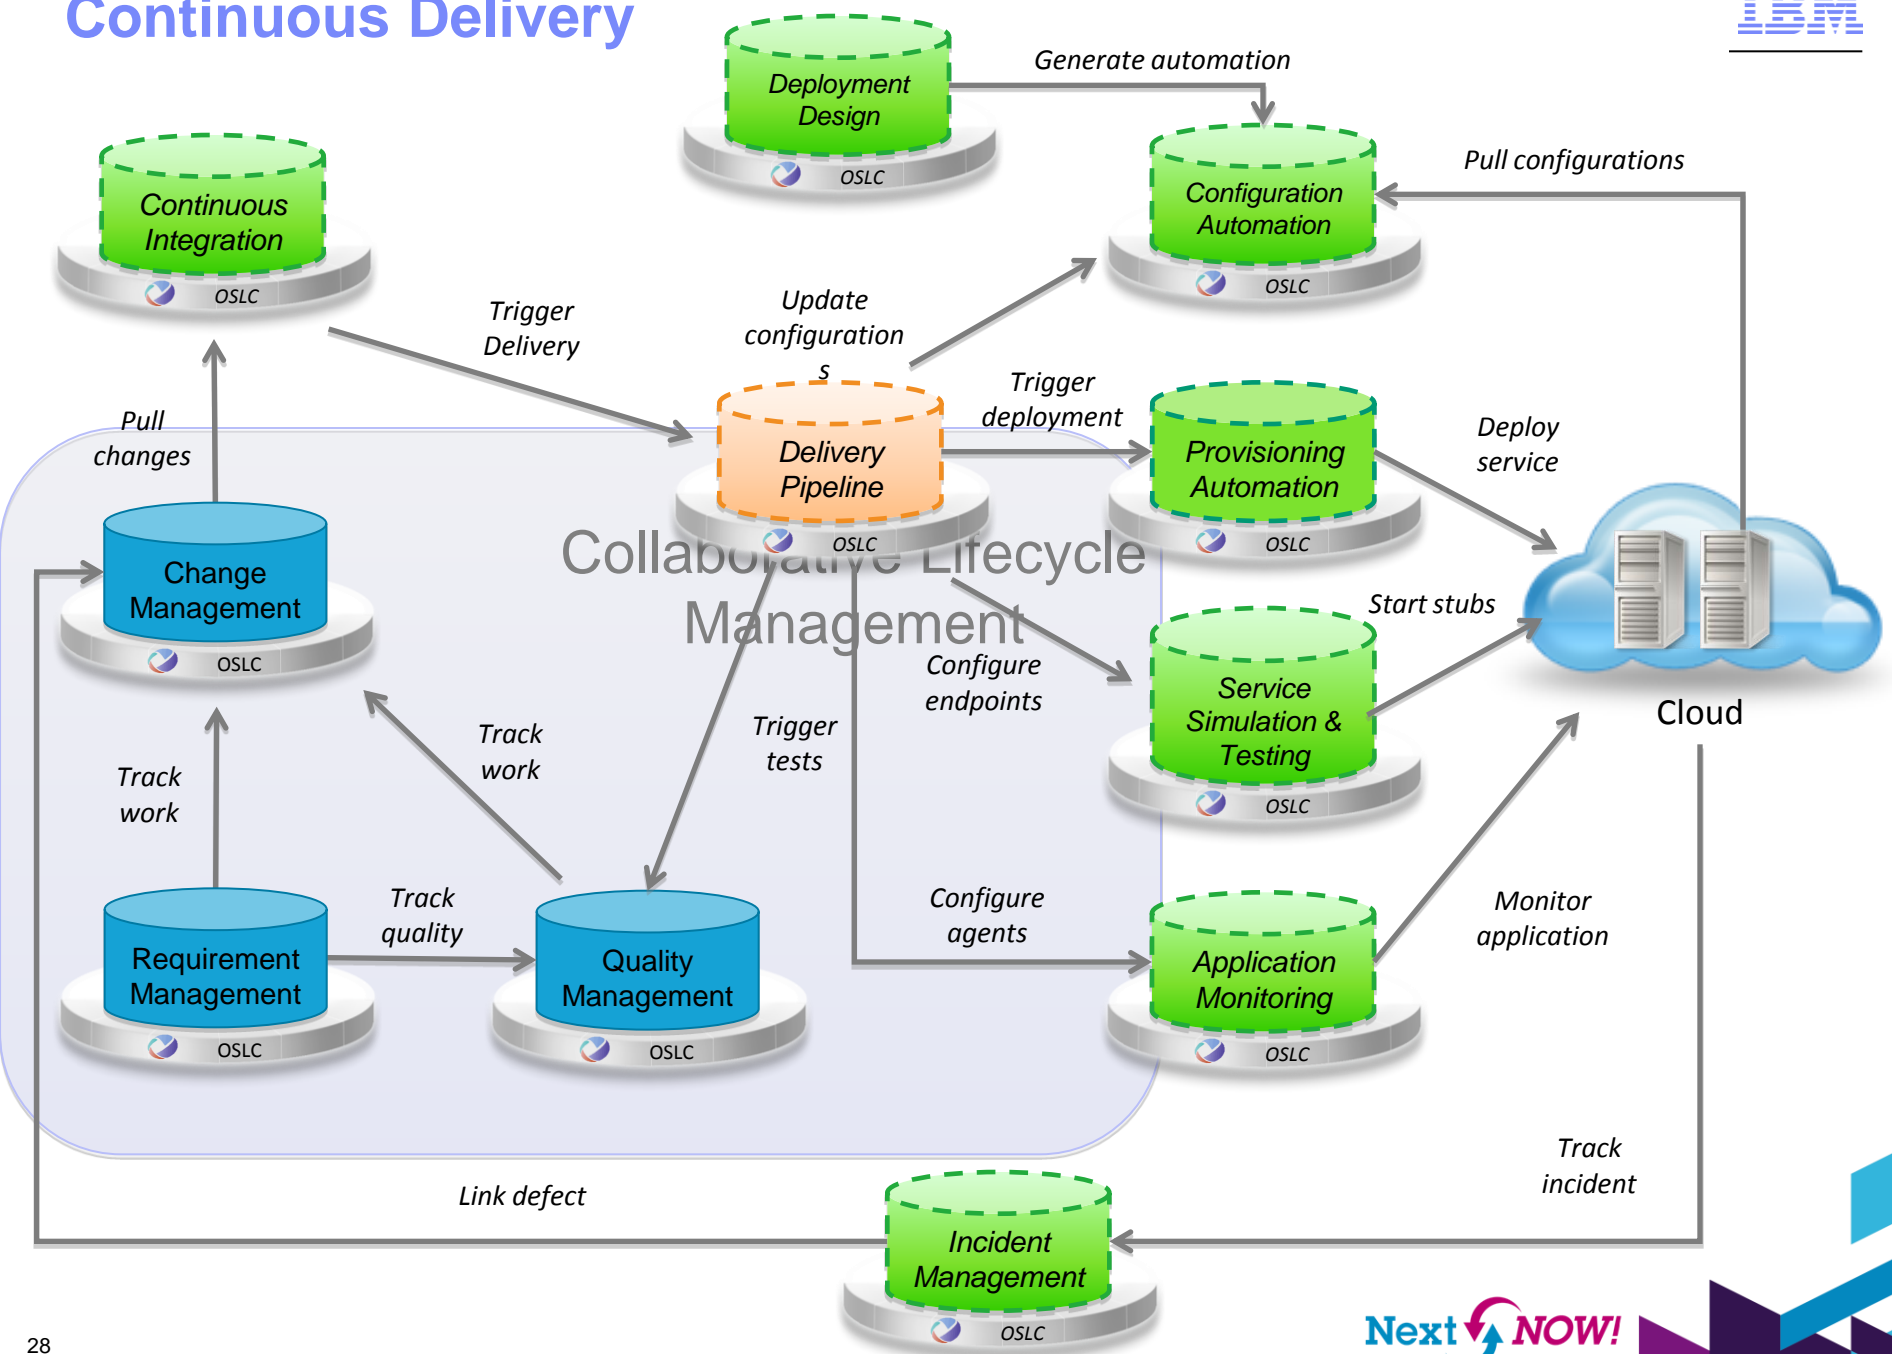 Continuous Delivery
IBM
Deployment
Design
OSLC
Generate automation
Continuous
Integration
OSLC
Configuration
Automation
OSLC
Pull configurations
Trigger
Delivery
Update
configuration
s
Trigger
deployment
Pull
changes
Delivery
Pipeline
OSLC
Provisioning
Automation
OSLC
Deploy
service
Collaborative Lifecycle
Management
Change
Management
OSLC
Configure
endpoints
Service
Simulation &
Testing
OSLC
Start stubs
Cloud
Track
work
Track
work
Trigger
tests
Requirement
Management
OSLC
Track
quality
Quality
Management
OSLC
Configure
agents
Application
Monitoring
OSLC
Monitor
application
Link defect
Incident
Management
OSLC
Track
incident
28
Next NOW!